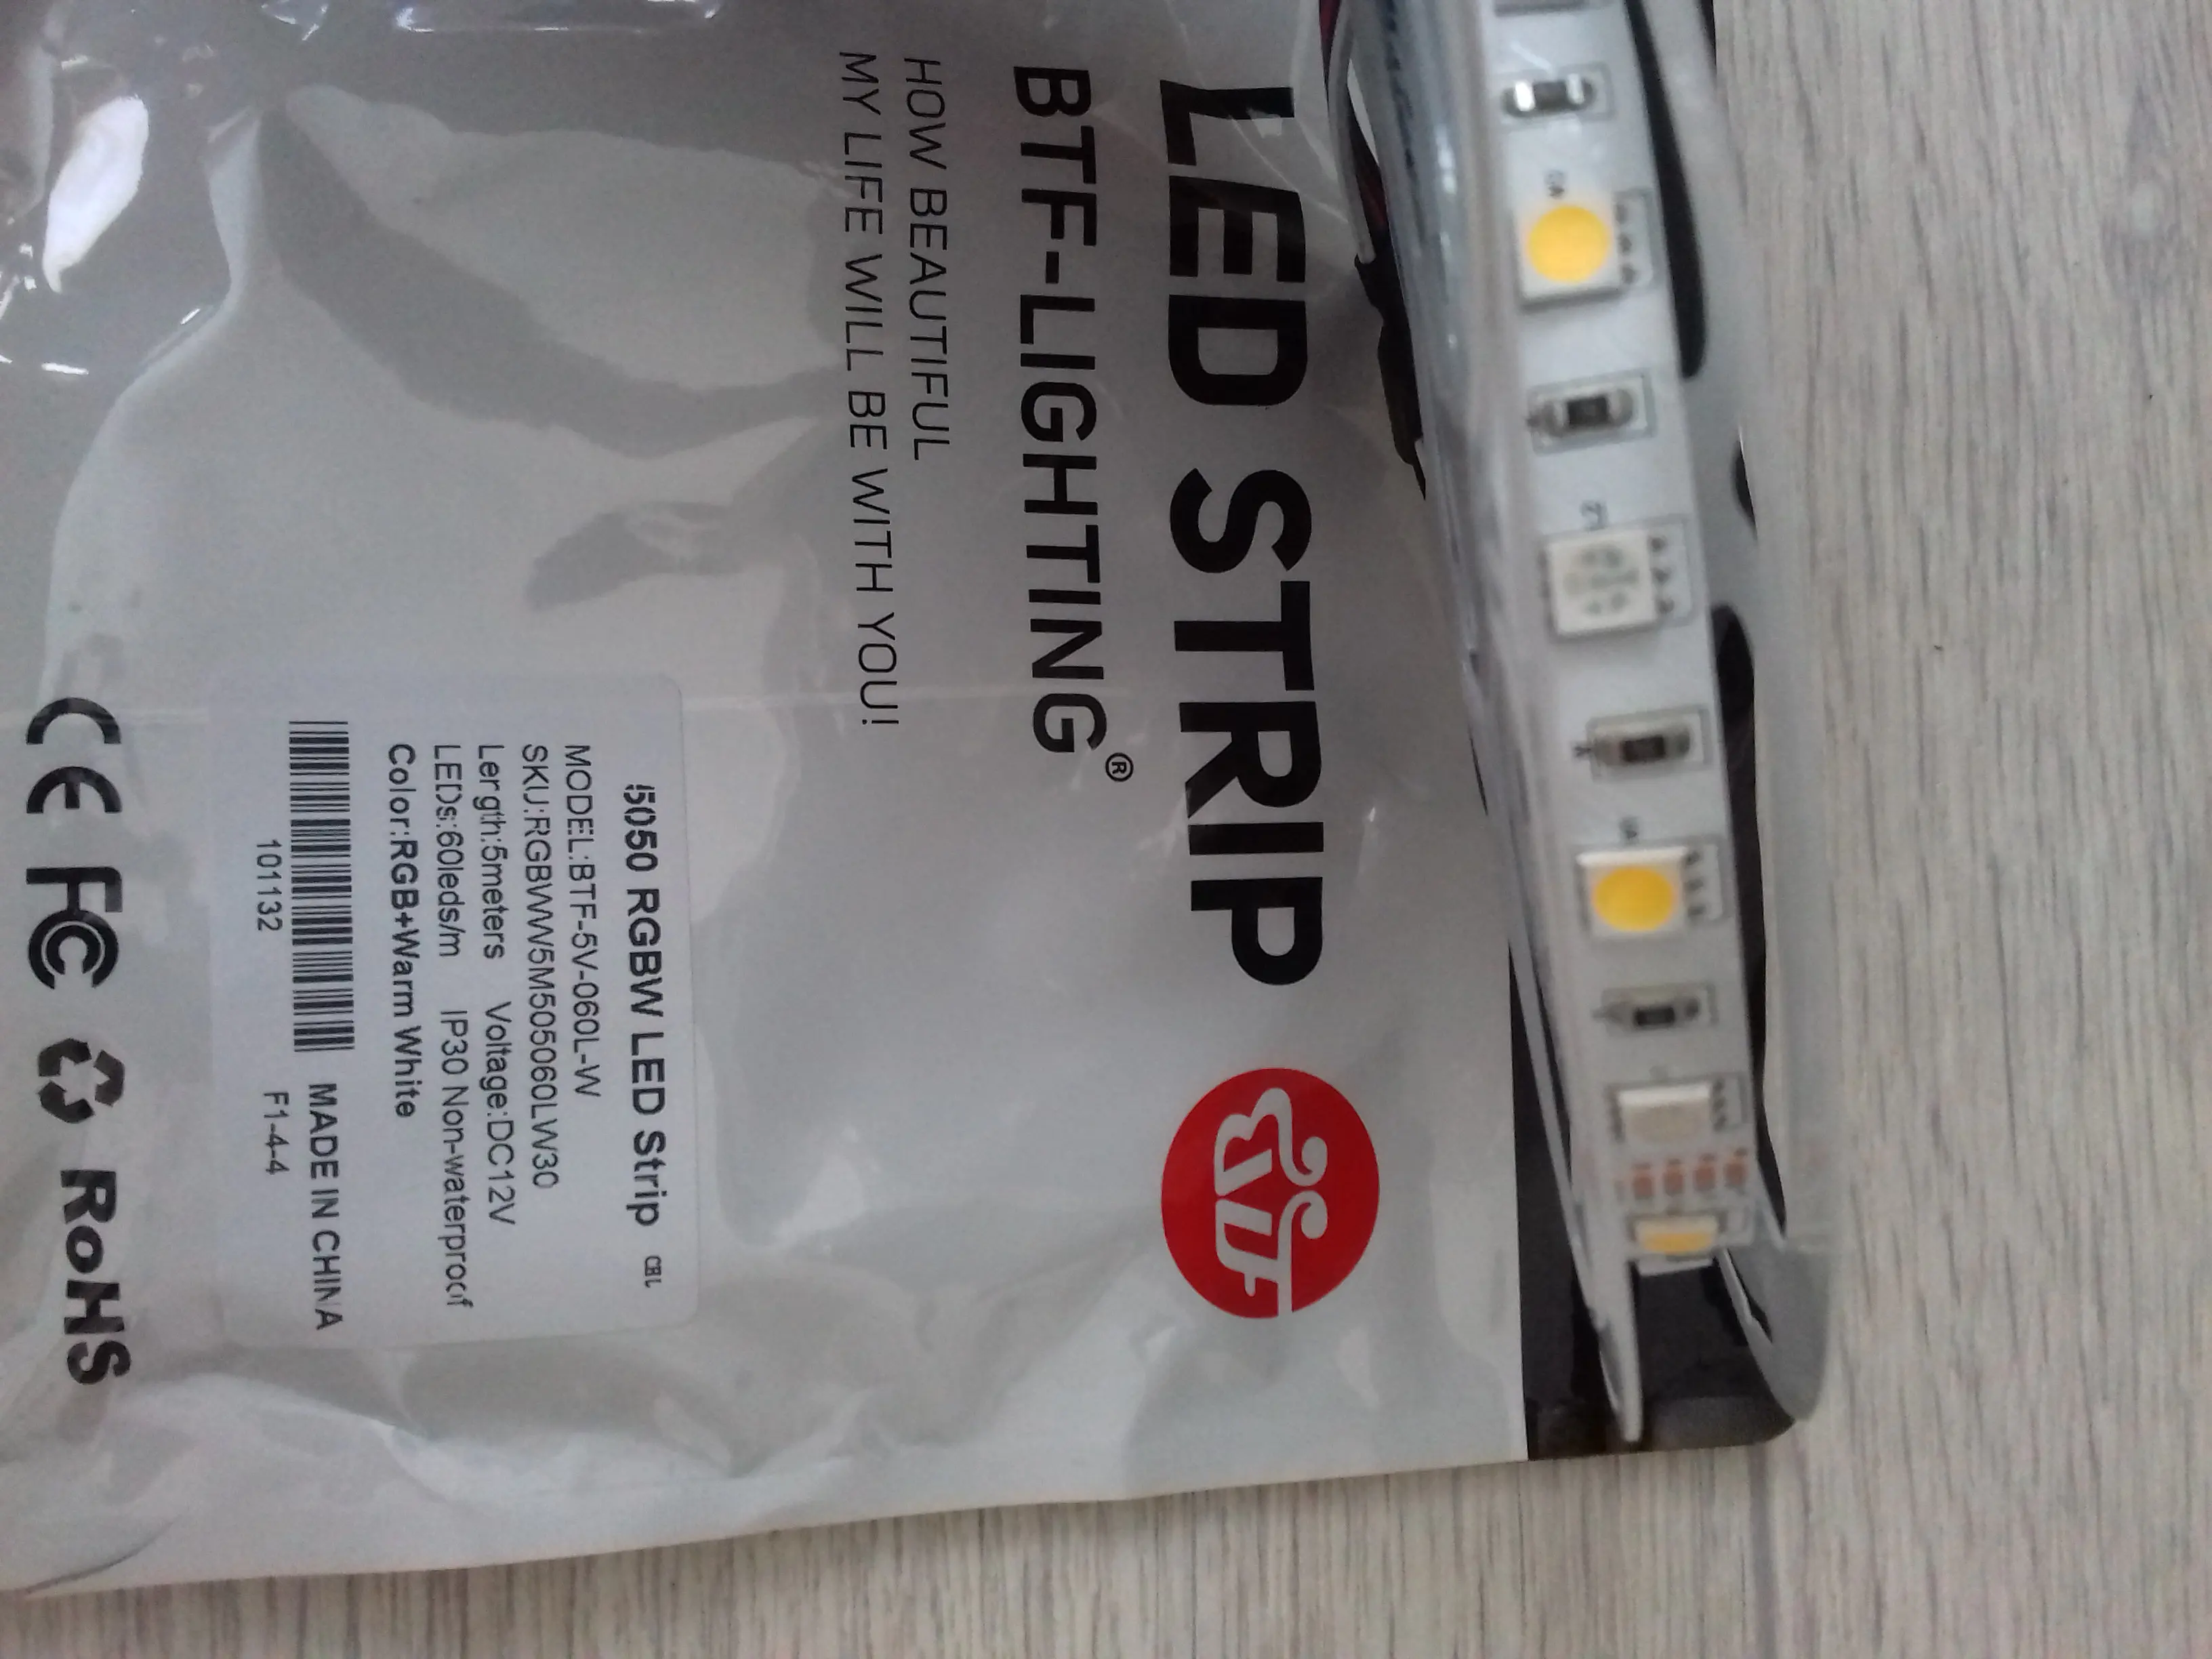 LED STRIP
BTF-LIGHTING®
HOW BEAUTIFUL
MY LIFE WILL BE WITH YOU!
BTF
5050 RGBW LED Strip CBL
MODEL:BTF-5V-060L-W
SKU:RGBWW5M505060LW30
Length:5meters Voltage:DC12V
LEDs:60leds/m IP30 Non-waterproof
Color:RGB+Warm White
MADE IN CHINA
101132 F1-4-4
CE FC RoHS